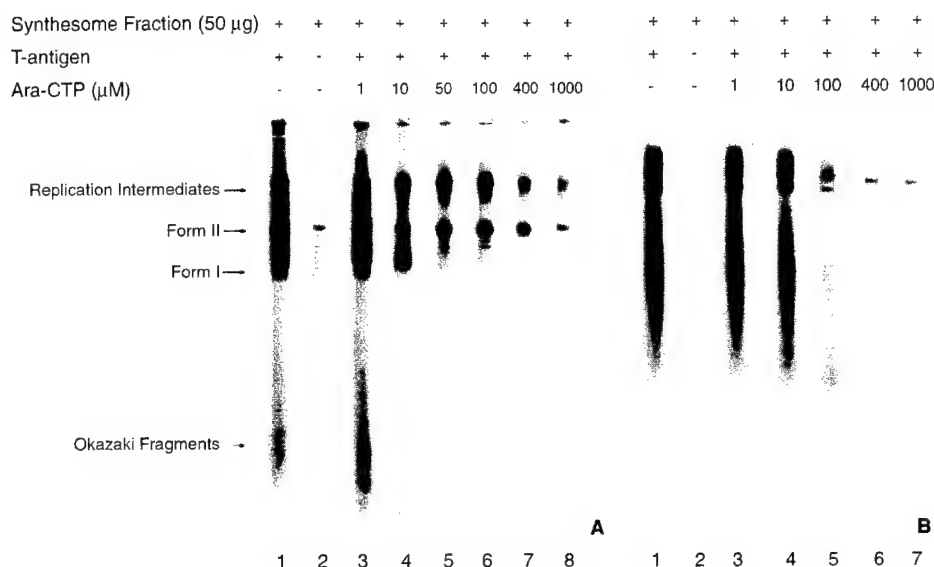 Synthesome Fraction (50 µg) + + + + + + + + + + + + + + +
T-antigen + - + + + + + + + - + + + + +
Ara-CTP (µM) - - 1 10 50 100 400 1000 - - 1 10 100 400 1000
Replication Intermediates
Form II
Form I
Okazaki Fragments
A B
1 2 3 4 5 6 7 8 1 2 3 4 5 6 7